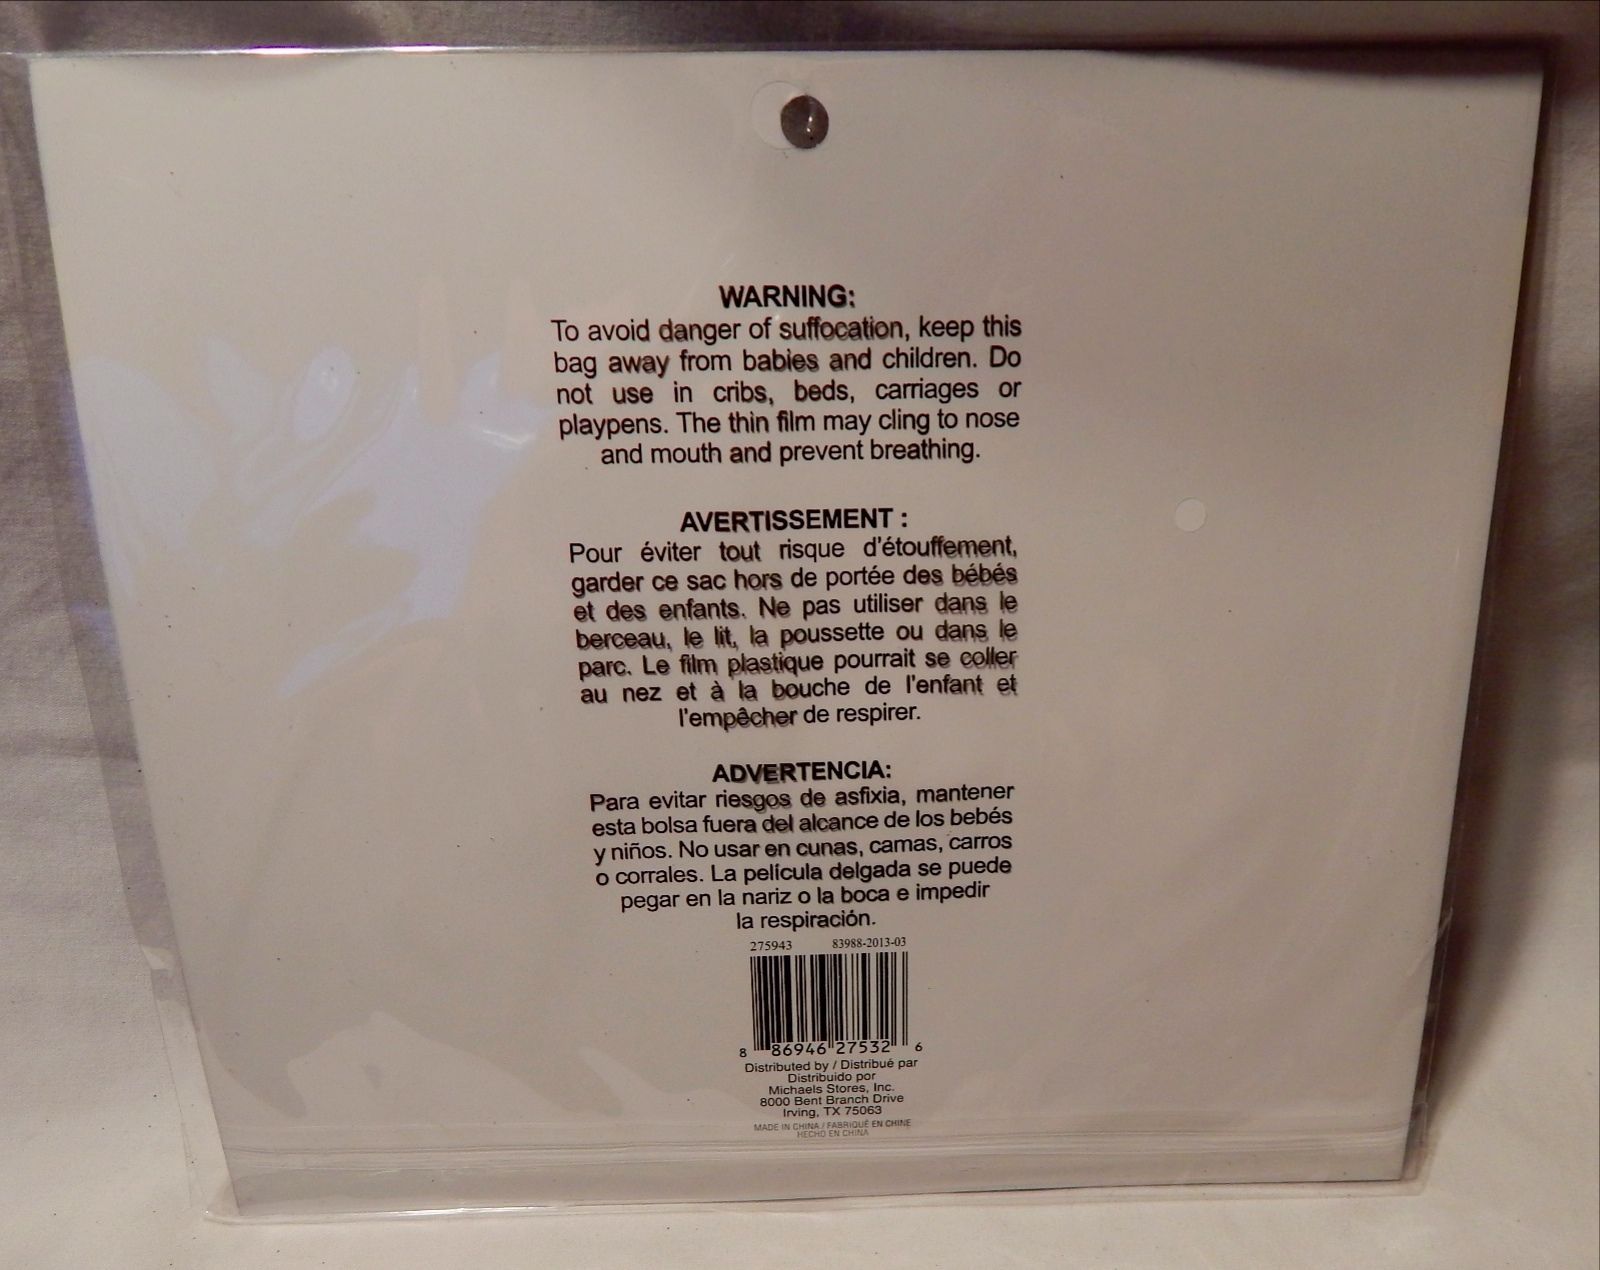 WARNING:
To avoid danger of suffocation, keep this
bag away from babies and children. Do
not use in cribs, beds, carriages or
playpens. The thin film may cling to nose
and mouth and prevent breathing.
AVERTISSEMENT :
Pour éviter tout risque d'étouffement,
garder ce sac hors de portée des bébés
et des enfants. Ne pas utiliser dans le
berceau, le lit, la poussette ou dans le
parc. Le film plastique pourrait se coller
au nez et à la bouche de l'enfant et
l'empêcher de respirer.
ADVERTENCIA:
Para evitar riesgos de asfixia, mantener
esta bolsa fuera del alcance de los bebés
y niños. No usar en cunas, camas, carros
o corrales. La película delgada se puede
pegar en la nariz o la boca e impedir
la respiración.
275943 83988-2013-03
8 86946 27532 6
Distributed by / Distribué par
Distribuido por
Michaels Stores, Inc.
8000 Bent Branch Drive
Irving, TX 75063
MADE IN CHINA / FABRIQUÉ EN CHINE
HECHO EN CHINA